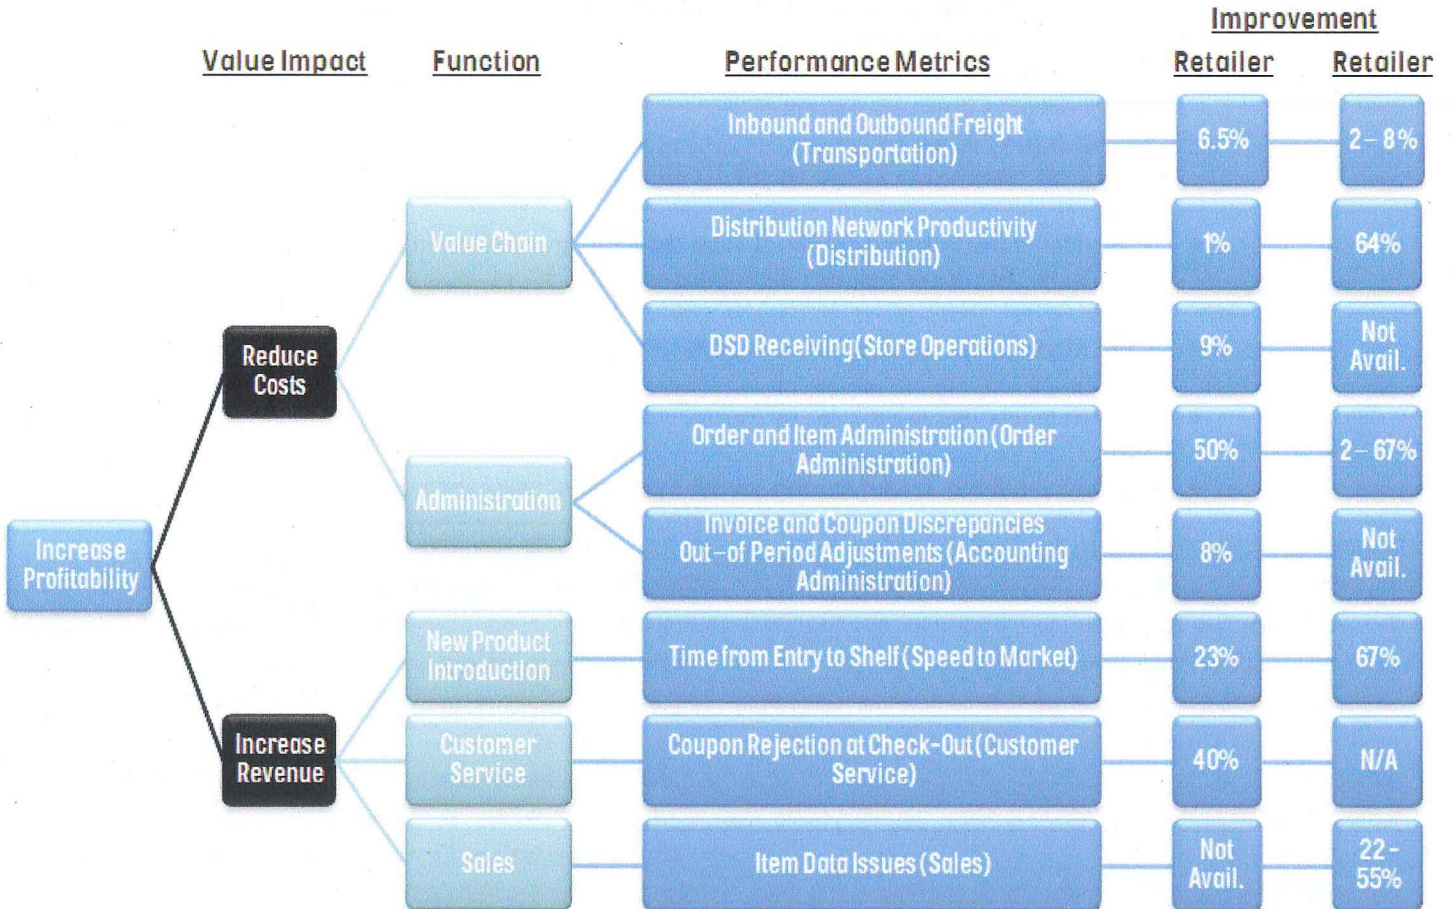 Improvement
Value Impact Function Performance Metrics Retailer Retailer
Inbound and Outbound Freight
(Transportation)
6.5%
2 – 8%
Value Chain
Distribution Network Productivity
(Distribution)
1%
64%
DSD Receiving (Store Operations)
9%
Not
Avail.
Reduce
Costs
Order and Item Administration (Order
Administration)
50%
2 – 67%
Administration
Invoice and Coupon Discrepancies
Out-of Period Adjustments (Accounting
Administration)
8%
Not
Avail.
Increase
Profitability
New Product
Introduction
Time from Entry to Shelf (Speed to Market)
23%
67%
Increase
Revenue
Customer
Service
Coupon Rejection at Check-Out (Customer
Service)
40%
N/A
Sales
Item Data Issues (Sales)
Not
Avail.
22 –
55%